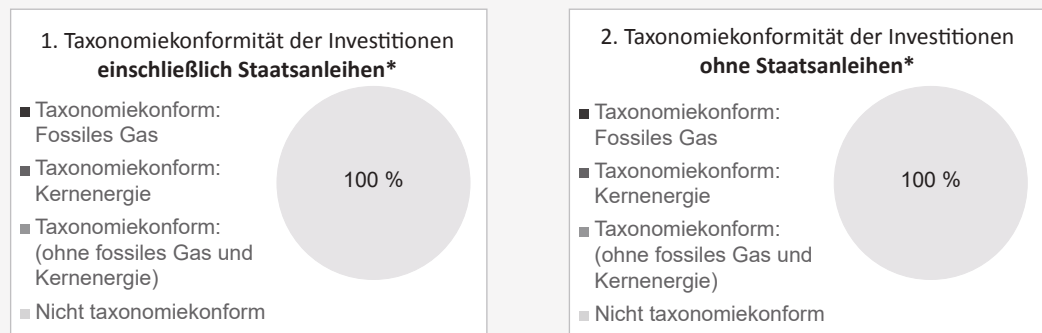 1. Taxonomiekonformität der Investitionen
einschließlich Staatsanleihen*
Taxonomiekonform:
Fossiles Gas
Taxonomiekonform:
Kernenergie
Taxonomiekonform:
(ohne fossiles Gas und
Kernenergie)
Nicht taxonomiekonform
100 %
2. Taxonomiekonformität der Investitionen
ohne Staatsanleihen*
Taxonomiekonform:
Fossiles Gas
Taxonomiekonform:
Kernenergie
Taxonomiekonform:
(ohne fossiles Gas und
Kernenergie)
Nicht taxonomiekonform
100 %